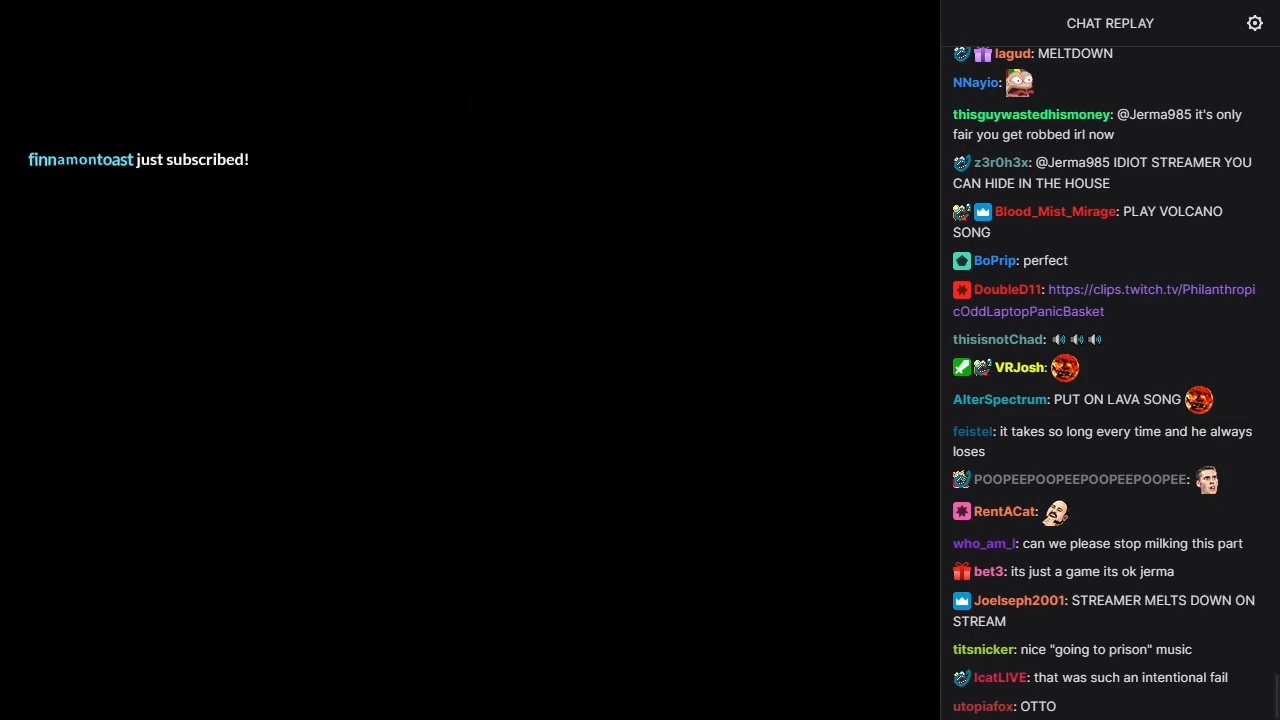 finnamontoast just subscribed!
CHAT REPLAY
lagud: MELTDOWN
NNayio:
thisguywastedhismoney: @Jerma985 it's only
fair you get robbed irl now
z3r0h3x: @Jerma985 IDIOT STREAMER YOU
CAN HIDE IN THE HOUSE
Blood_Mist_Mirage: PLAY VOLCANO
SONG
BoPrip: perfect
DoubleD11: https://clips.twitch.tv/Philanthropi
cOddLaptopPanicBasket
thisisnotChad: 🔊 🔊 🔊
VRJosh:
AlterSpectrum: PUT ON LAVA SONG
feistel: it takes so long every time and he always
loses
POOPEEPOOPEEPOOPEEPOOPEE:
RentACat:
who_am_I: can we please stop milking this part
bet3: its just a game its ok jerma
Joelseph2001: STREAMER MELTS DOWN ON
STREAM
titsnicker: nice "going to prison" music
IcatLIVE: that was such an intentional fail
utopiafox: OTTO